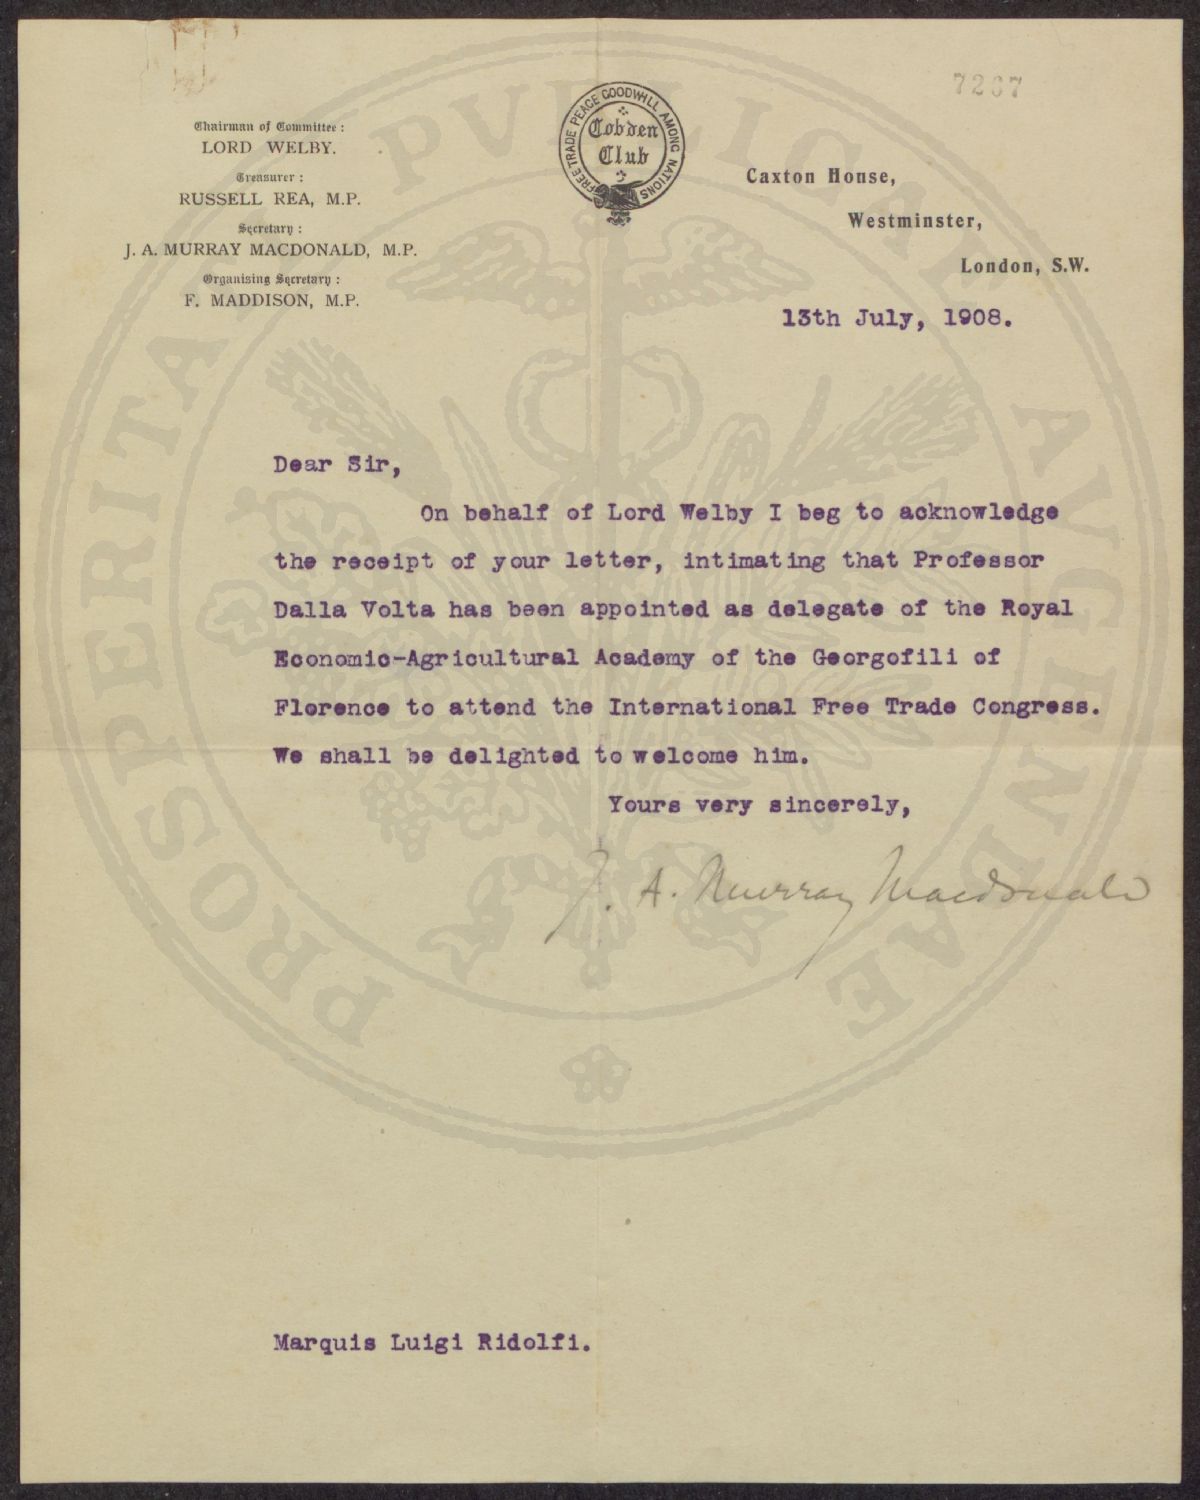 7267
Chairman of Committee:
LORD WELBY.
Treasurer:
RUSSELL REA, M.P.
Secretary:
J. A. MURRAY MACDONALD, M.P.
Organising Secretary:
F. MADDISON, M.P.
FREE TRADE PEACE GOODWILL AMONG NATIONS
Cobden
Club
Caxton House,
Westminster,
London, S.W.
13th July, 1908.
Dear Sir,
On behalf of Lord Welby I beg to acknowledge
the receipt of your letter, intimating that Professor
Dalla Volta has been appointed as delegate of the Royal
Economic-Agricultural Academy of the Georgofili of
Florence to attend the International Free Trade Congress.
We shall be delighted to welcome him.
Yours very sincerely,
J. A. Murray Macdonald
Marquis Luigi Ridolfi.
PROSPERITATI PVBLICAE AVGENDAE